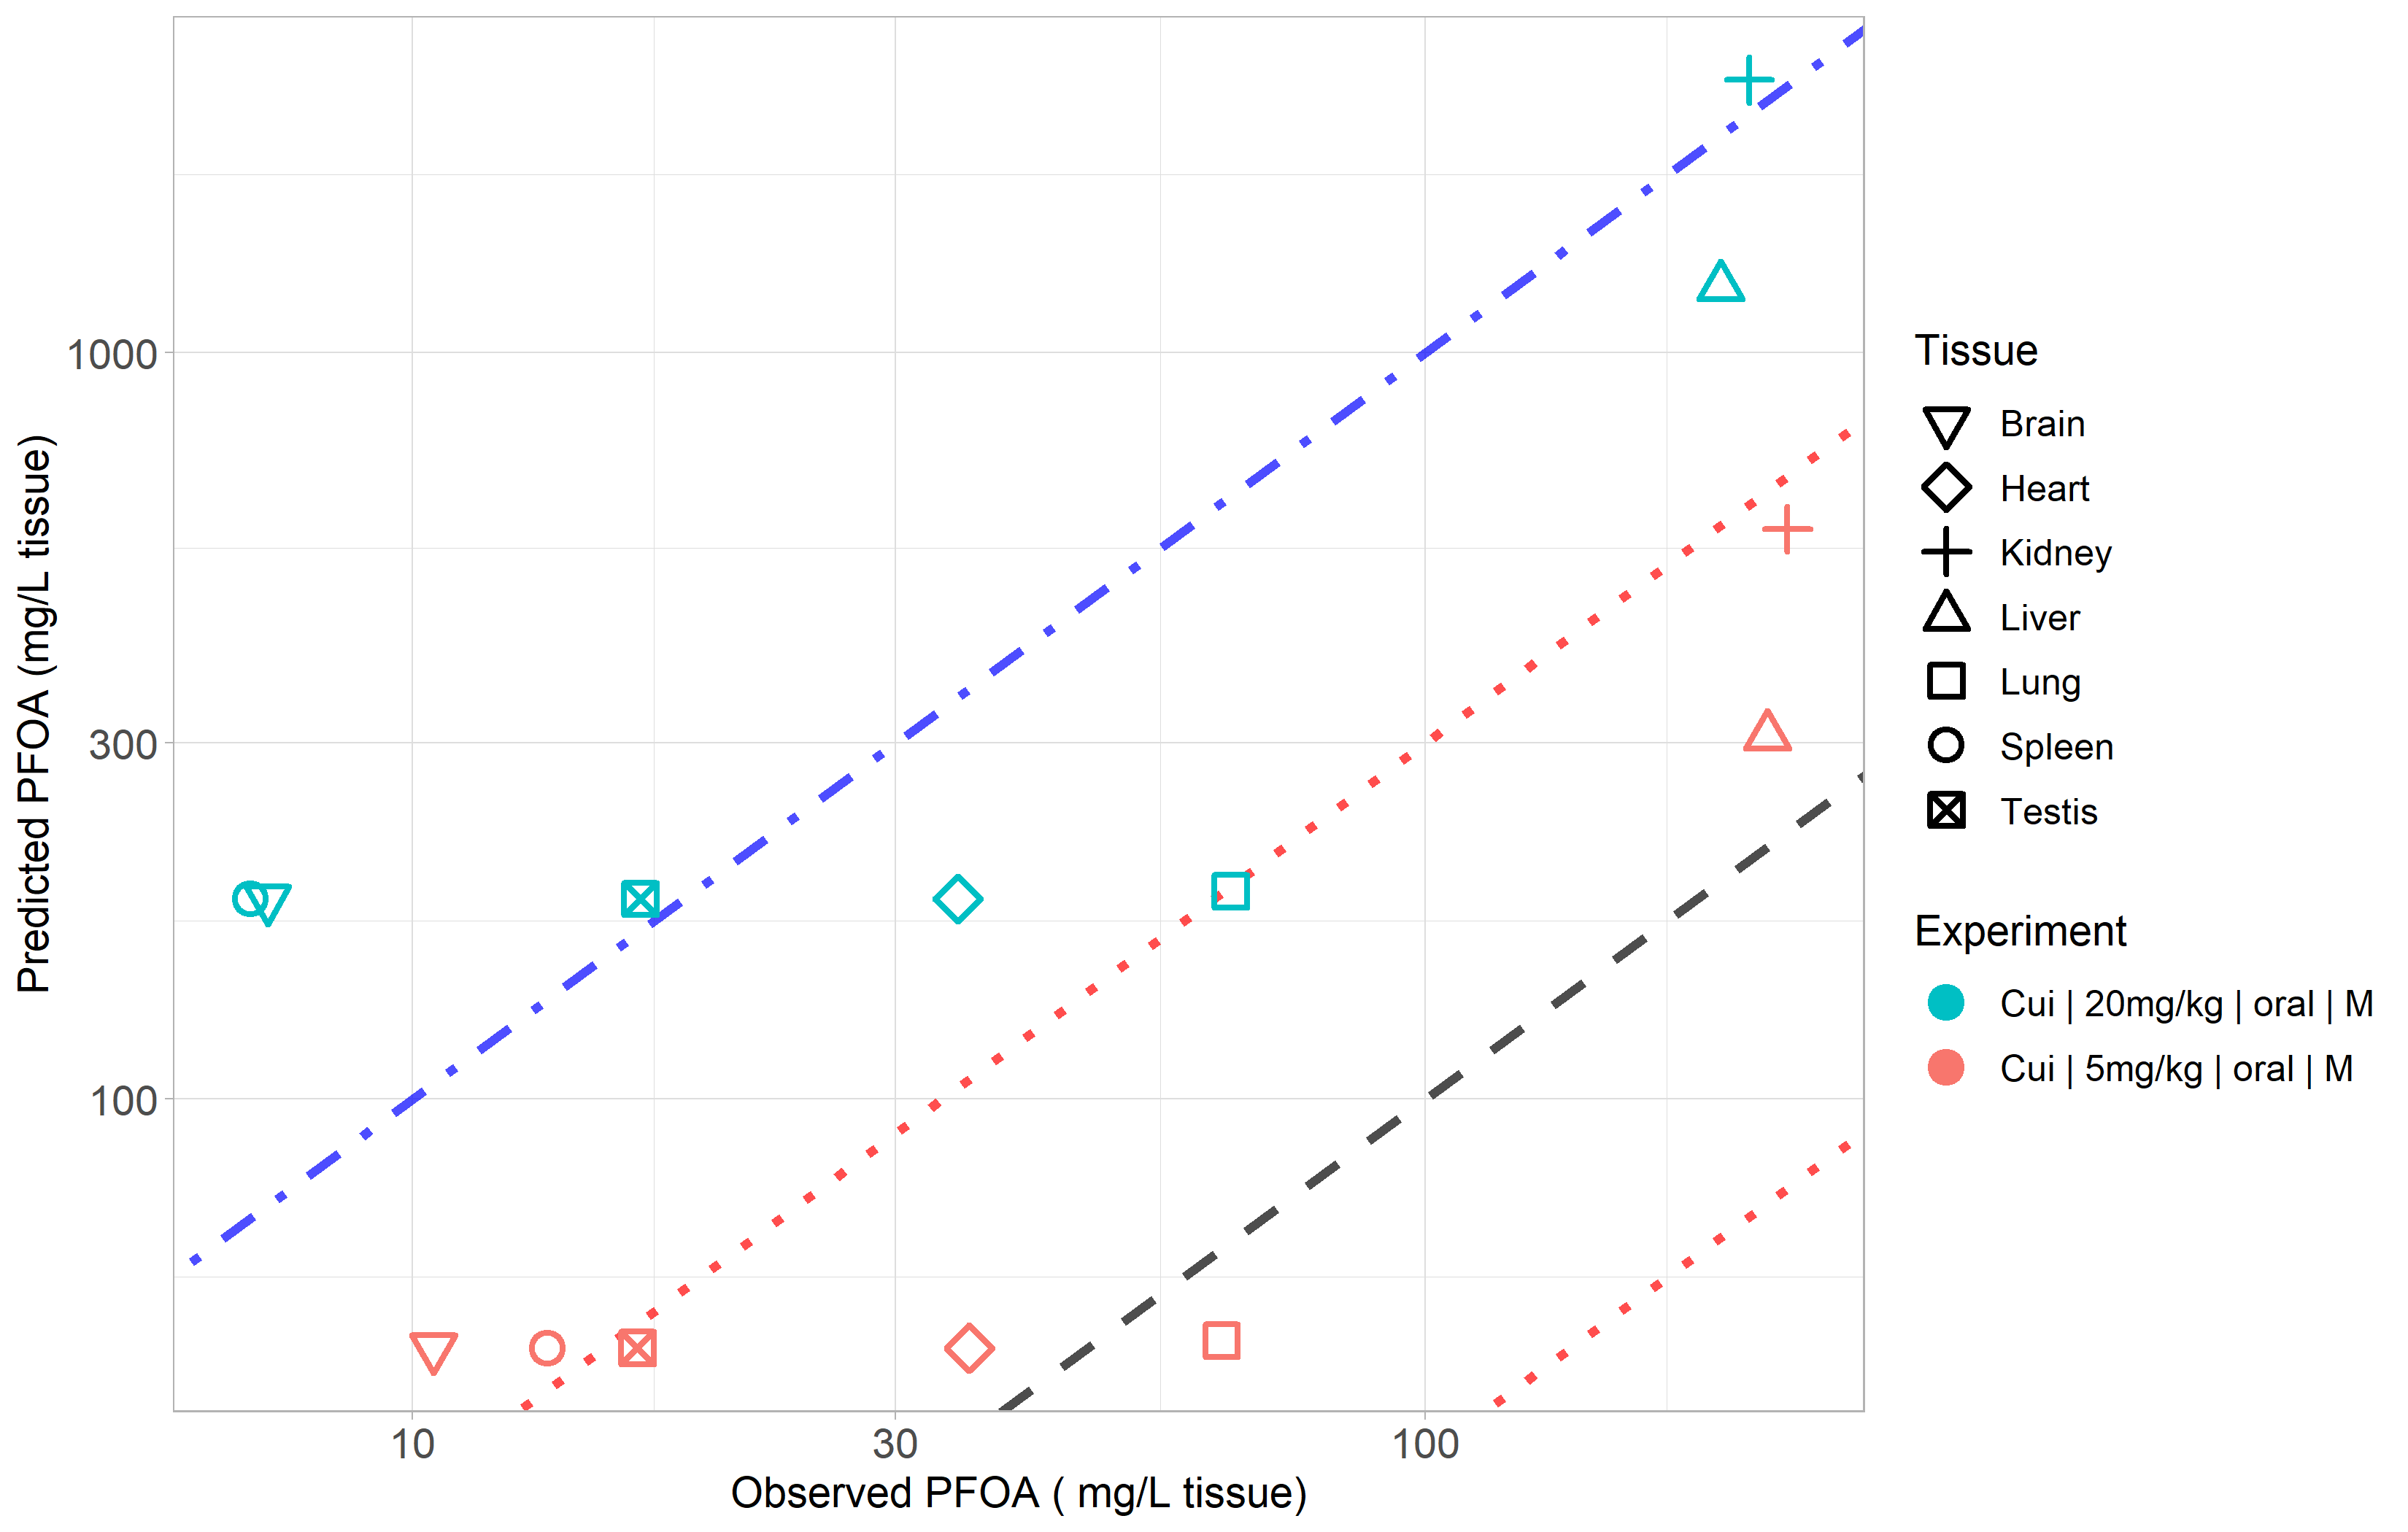 Predicted PFOA (mg/L tissue)
1000
300
100
10
30
100
Observed PFOA ( mg/L tissue)
Tissue
Brain
Heart
Kidney
Liver
Lung
Spleen
Testis
Experiment
Cui | 20mg/kg | oral | M
Cui | 5mg/kg | oral | M